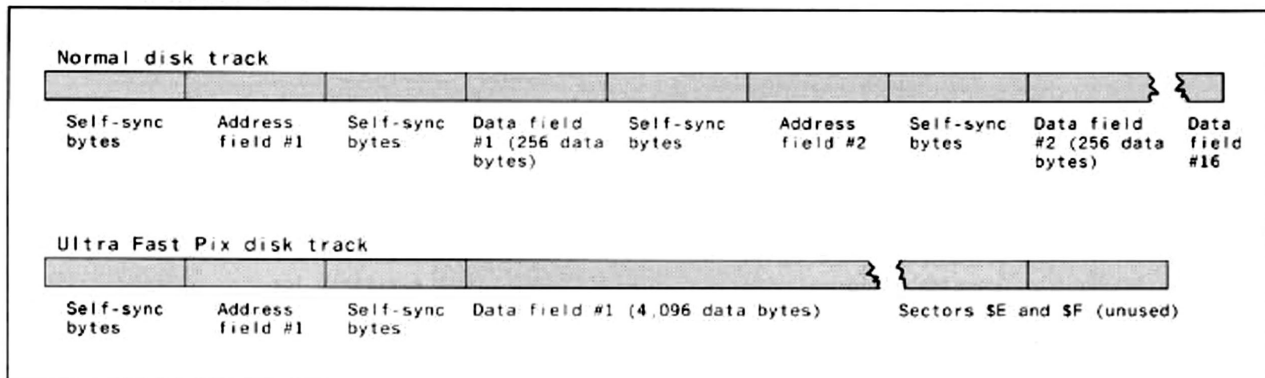 Normal disk track
Self-sync Address Self-sync Data field Self-sync Address Self-sync Data field Data
bytes field #1 bytes #1 (256 data bytes field #2 bytes #2 (256 data field
bytes) bytes) #16
Ultra Fast Pix disk track
Self-sync Address Self-sync Data field #1 (4,096 data bytes) Sectors $E and $F (unused)
bytes field #1 bytes